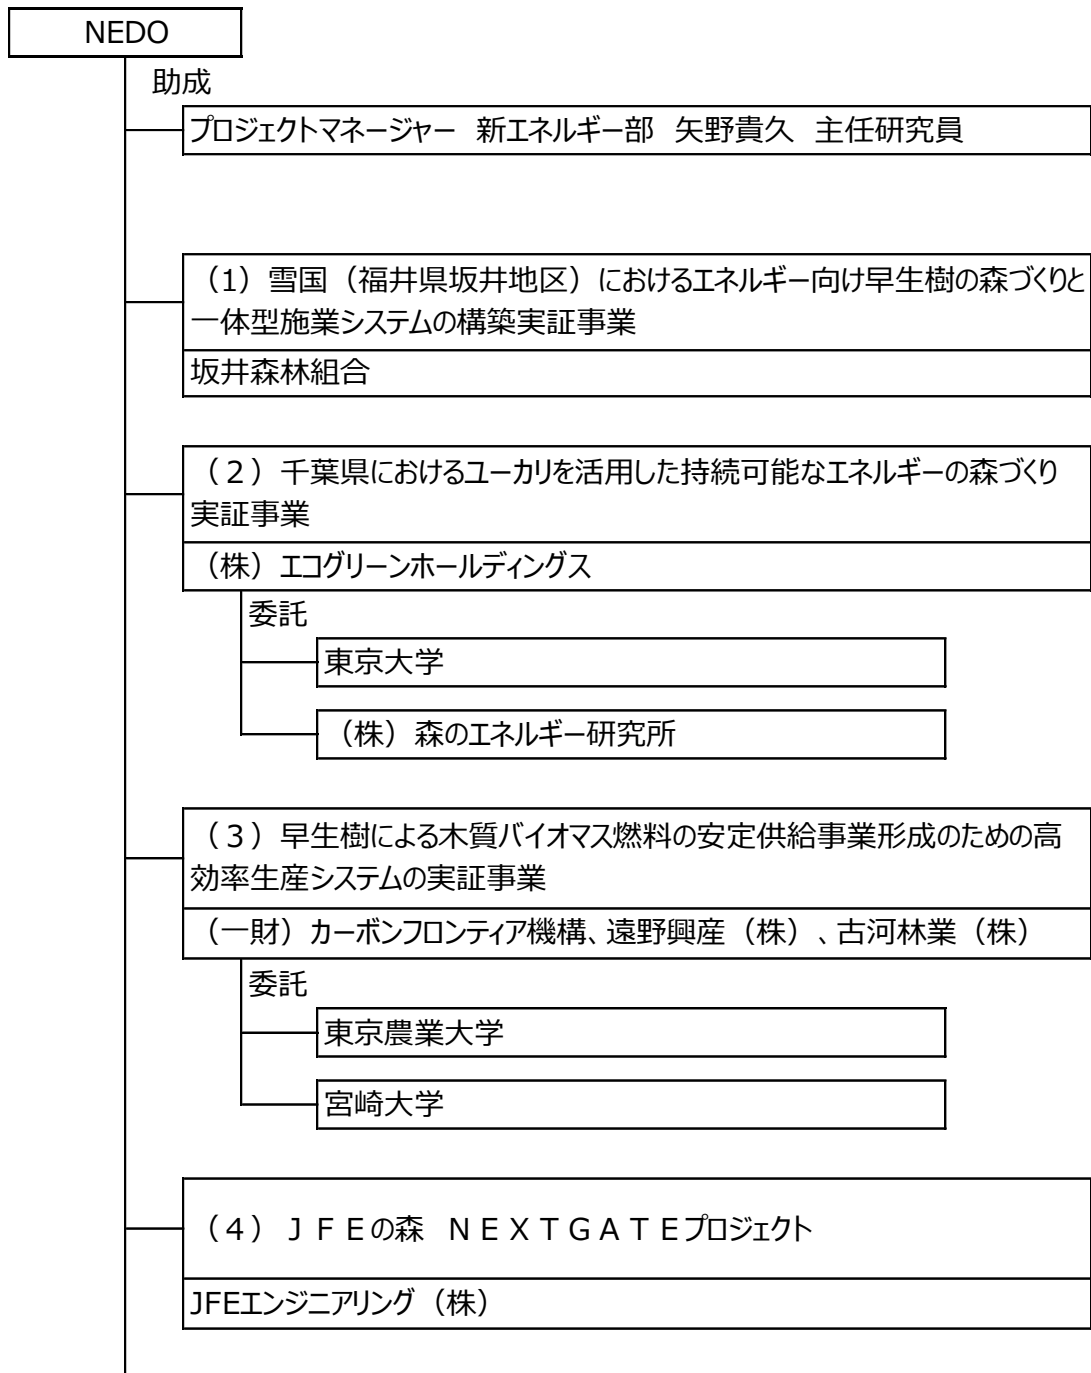 NEDO
助成
プロジェクトマネージャー　新エネルギー部　矢野貴久　主任研究員
（1）雪国（福井県坂井地区）におけるエネルギー向け早生樹の森づくりと
一体型施業システムの構築実証事業
坂井森林組合
（２）千葉県におけるユーカリを活用した持続可能なエネルギーの森づくり
実証事業
（株）エコグリーンホールディングス
委託
東京大学
（株）森のエネルギー研究所
（３）早生樹による木質バイオマス燃料の安定供給事業形成のための高
効率生産システムの実証事業
（一財）カーボンフロンティア機構、遠野興産（株）、古河林業（株）
委託
東京農業大学
宮崎大学
（４）ＪＦＥの森　ＮＥＸＴＧＡＴＥプロジェクト
JFEエンジニアリング（株）